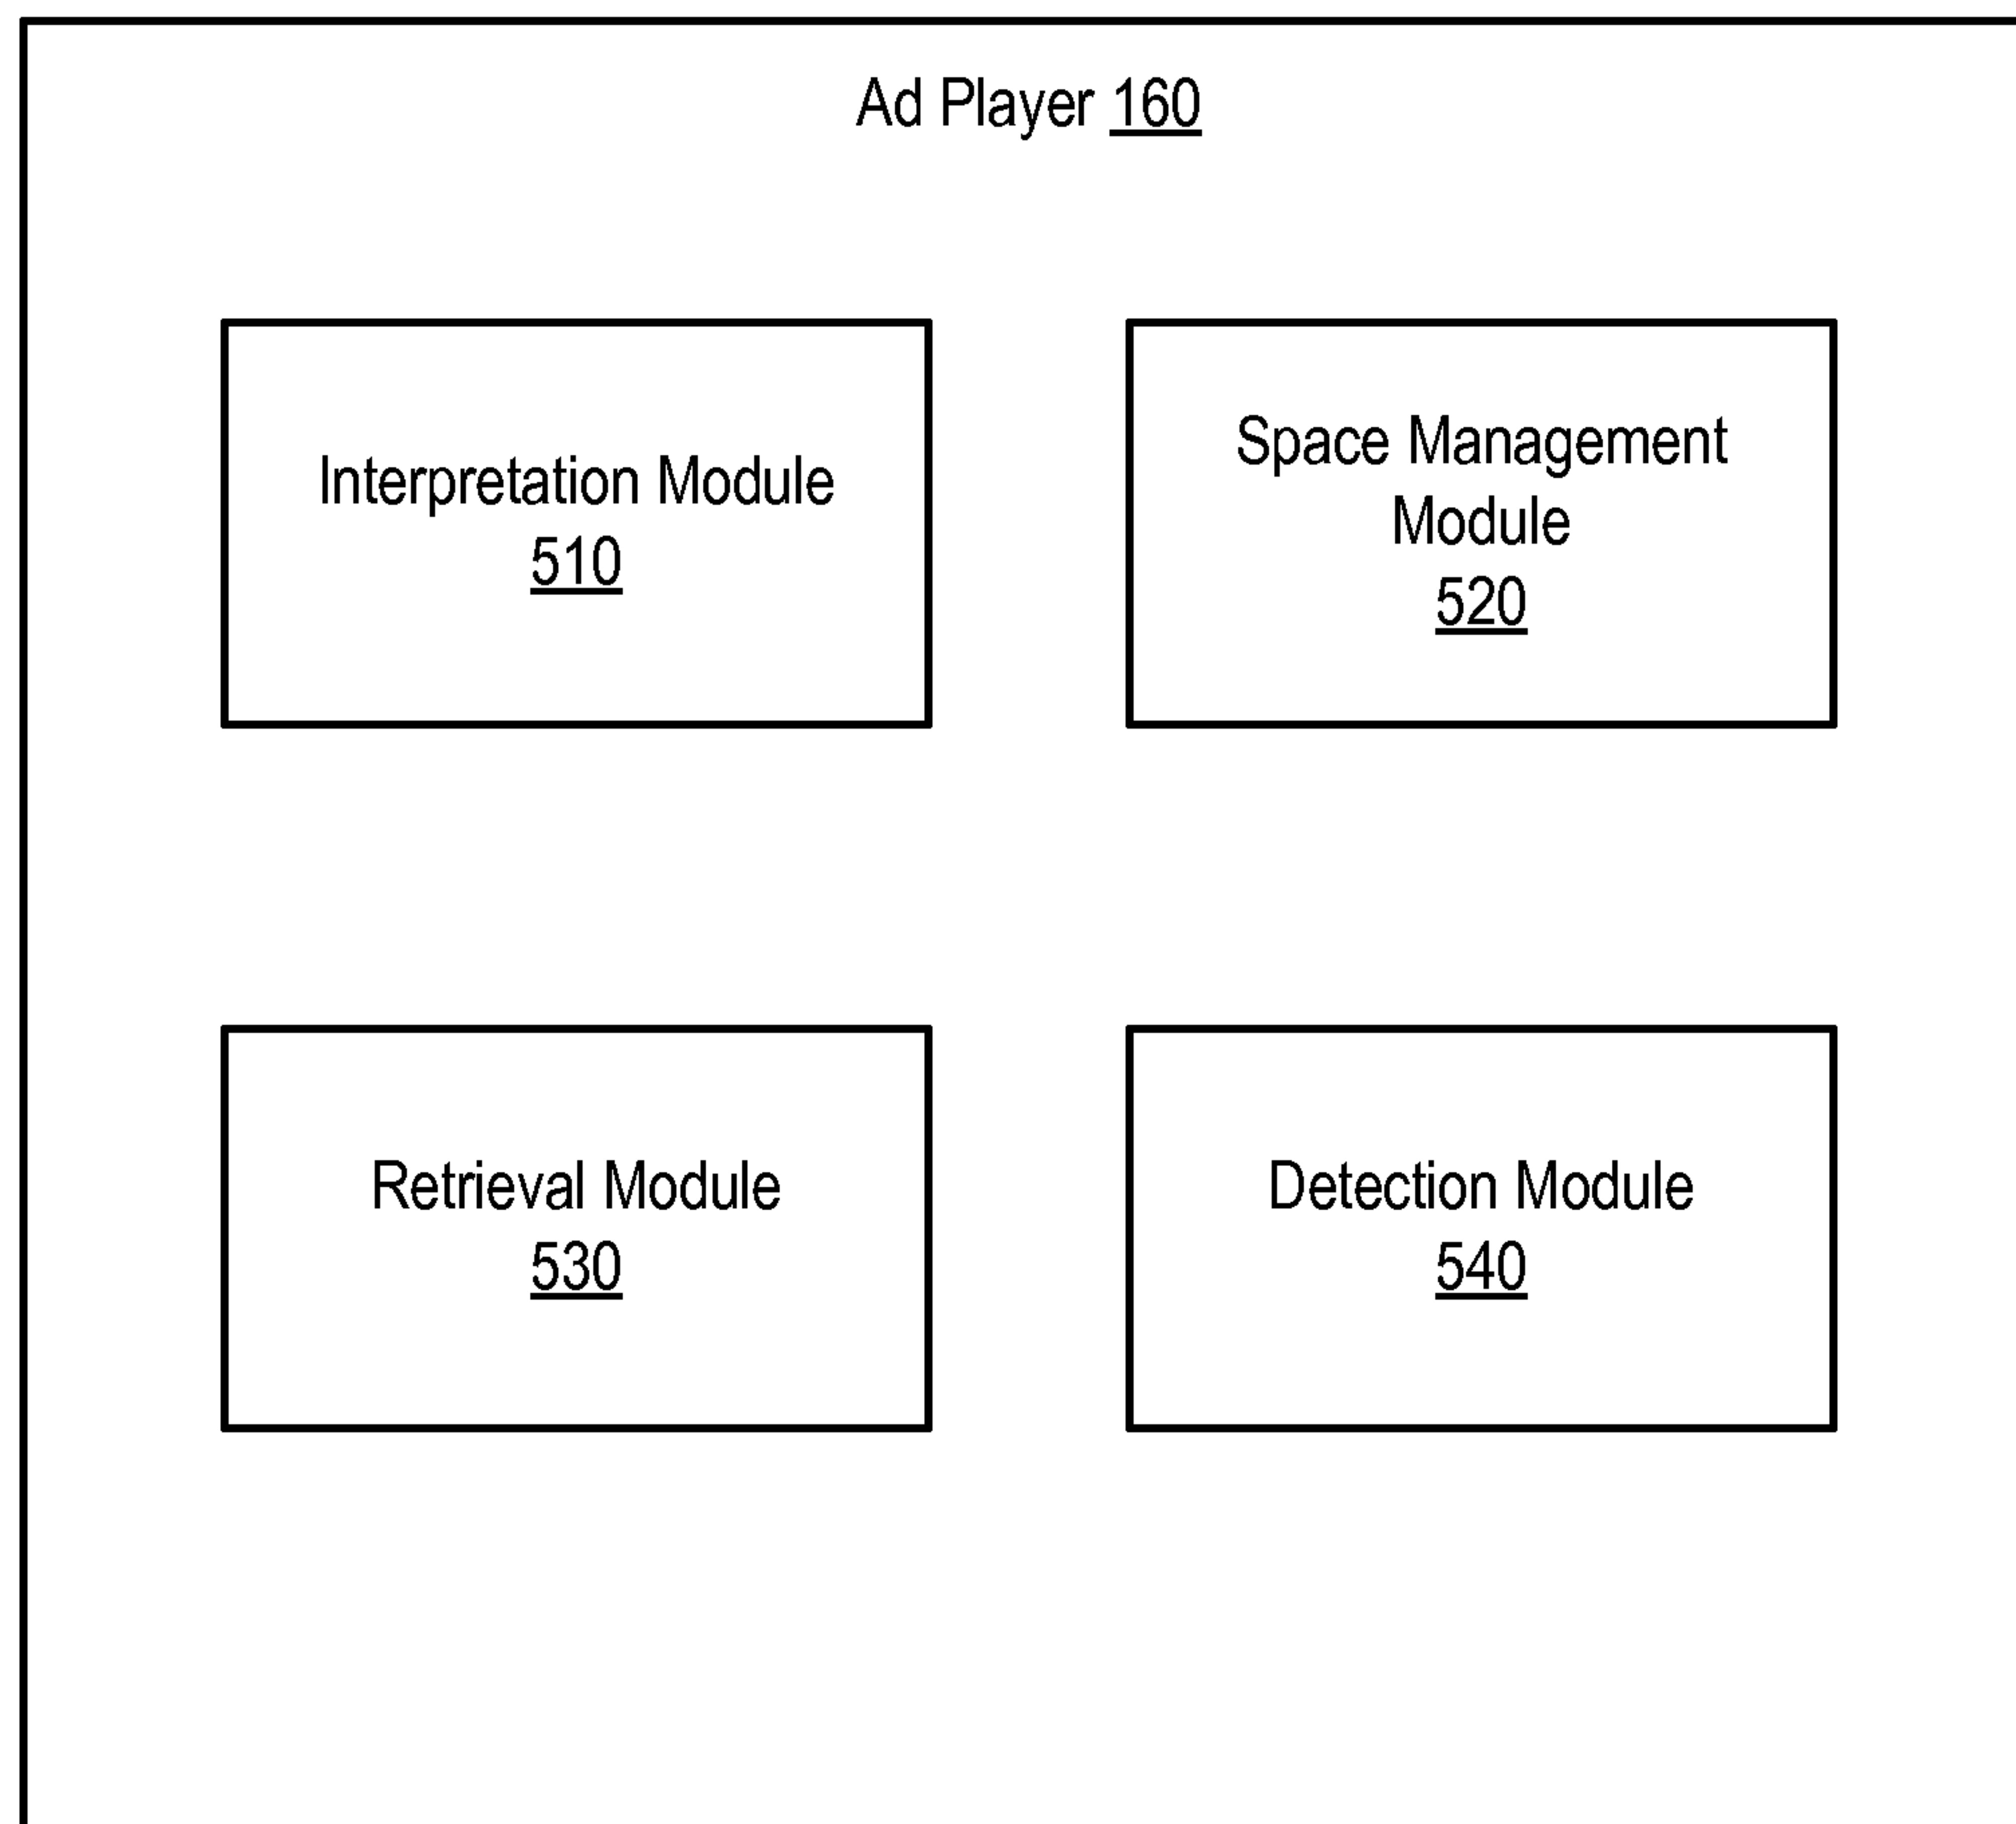 Ad Player 160
Interpretation Module
510
Space Management
Module
520
Retrieval Module
530
Detection Module
540